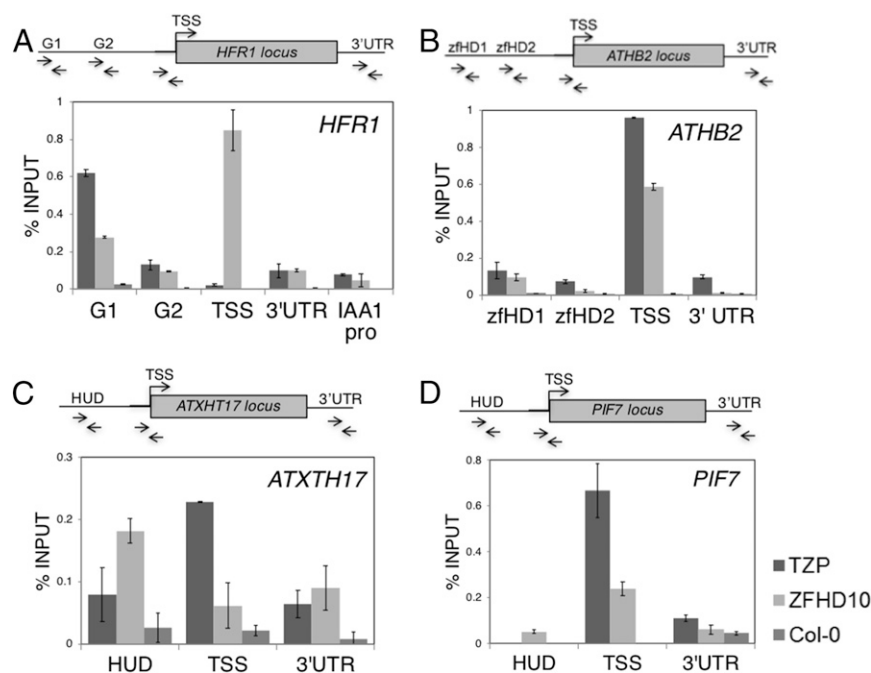 A
G1 G2 TSS
HFR1 locus
3'UTR
HFR1
% INPUT
1
0.8
0.6
0.4
0.2
0
G1 G2 TSS 3'UTR IAA1 pro
B
zfHD1 zfHD2 TSS
ATHB2 locus
3'UTR
ATHB2
% INPUT
1
0.8
0.6
0.4
0.2
0
zfHD1 zfHD2 TSS 3' UTR
C
HUD TSS
ATXHT17 locus
3'UTR
ATXTH17
% INPUT
0.3
0.2
0.1
0
HUD TSS 3'UTR
D
HUD TSS
PIF7 locus
3'UTR
PIF7
% INPUT
0.8
0.6
0.4
0.2
0
HUD TSS 3'UTR
TZP
ZFHD10
Col-0